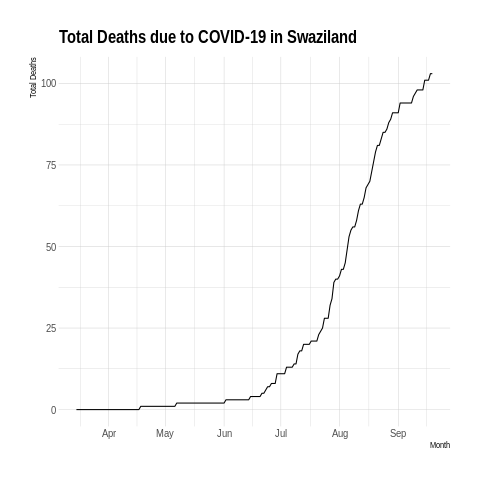 Total Deaths due to COVID-19 in Swaziland
Total Deaths
100
75
50
25
0
Apr May Jun Jul Aug Sep
Month